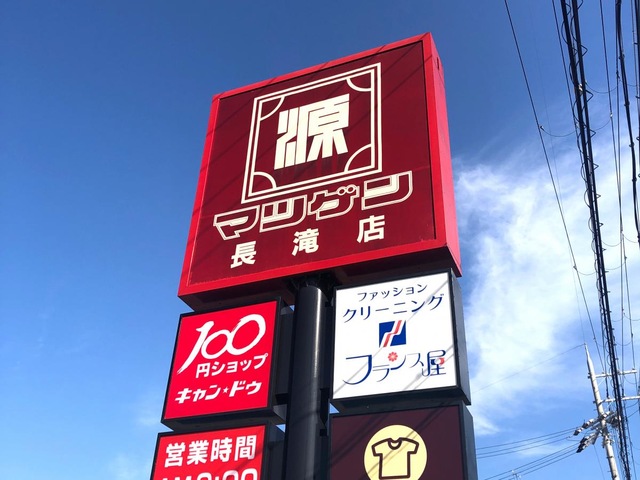 源
マツゲン
長滝店
100
円ショップ
キャン★ドゥ
ファッション
クリーニング
フランス屋
営業時間